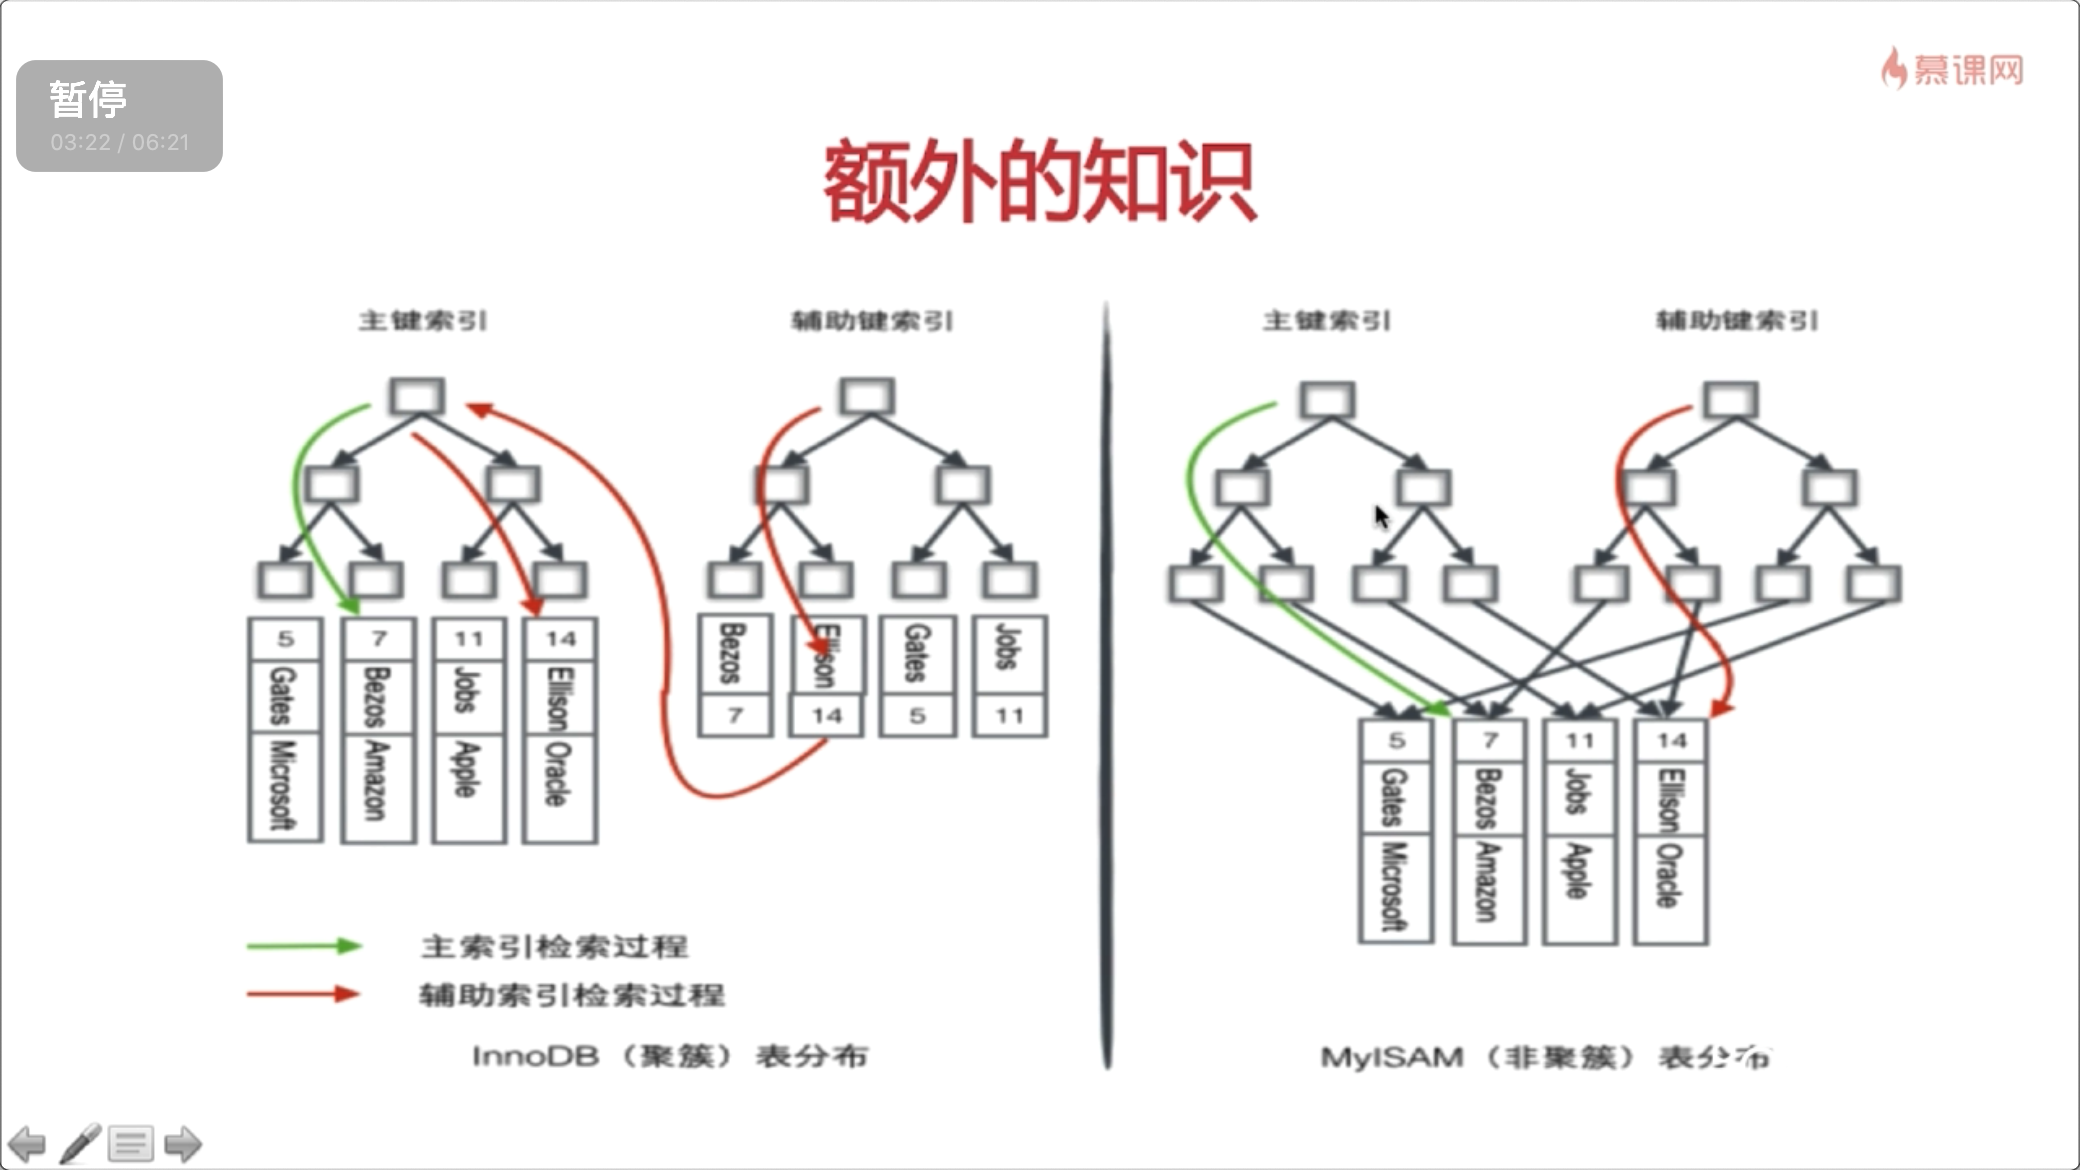 暂停
03:22 / 06:21
慕课网
额外的知识
主键索引
辅助键索引
主键索引
辅助键索引
5
7
11
14
Gates
Bezos
Jobs
Ellison
Microsoft
Amazon
Apple
Oracle
Bezos
Ellison
Gates
Jobs
7
14
5
11
5
7
11
14
Gates
Bezos
Jobs
Ellison
Microsoft
Amazon
Apple
Oracle
主索引检索过程
辅助索引检索过程
InnoDB（聚簇）表分布
MyISAM（非聚簇）表分布